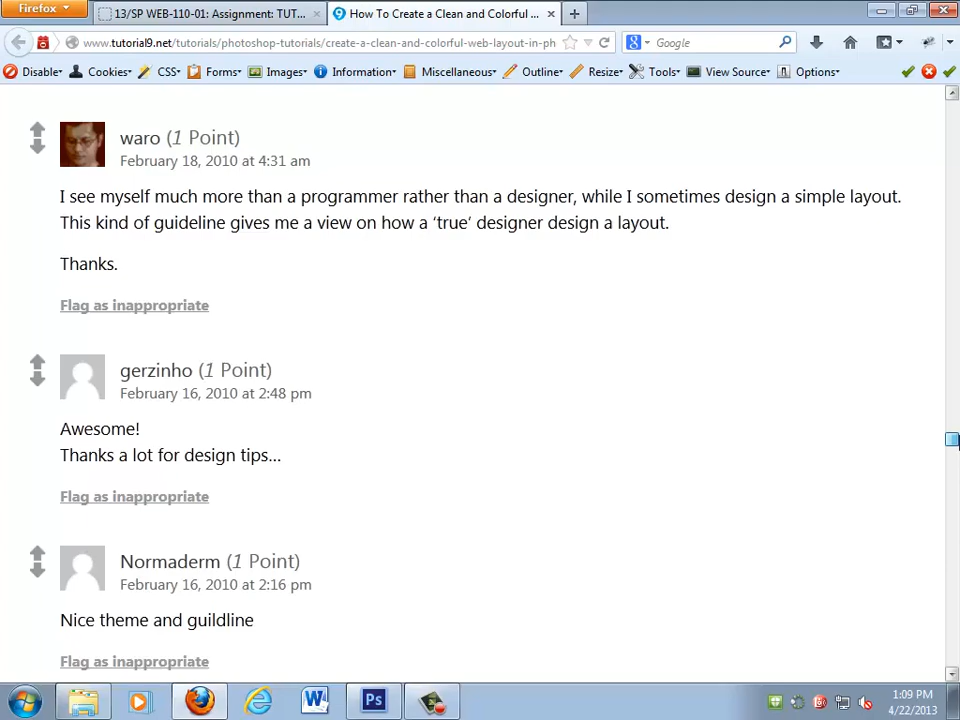 Firefox
13/SP WEB-110-01: Assignment: TUT...
How To Create a Clean and Colorful ...
www.tutorial9.net/tutorials/photoshop-tutorials/create-a-clean-and-colorful-web-layout-in-ph
Google
Disable Cookies CSS Forms Images Information Miscellaneous Outline Resize Tools View Source Options
waro (1 Point)
February 18, 2010 at 4:31 am
I see myself much more than a programmer rather than a designer, while I sometimes design a simple layout.
This kind of guideline gives me a view on how a ‘true’ designer design a layout.
Thanks.
Flag as inappropriate
gerzinho (1 Point)
February 16, 2010 at 2:48 pm
Awesome!
Thanks a lot for design tips...
Flag as inappropriate
Normaderm (1 Point)
February 16, 2010 at 2:16 pm
Nice theme and guildline
Flag as inappropriate
1:09 PM
4/22/2013